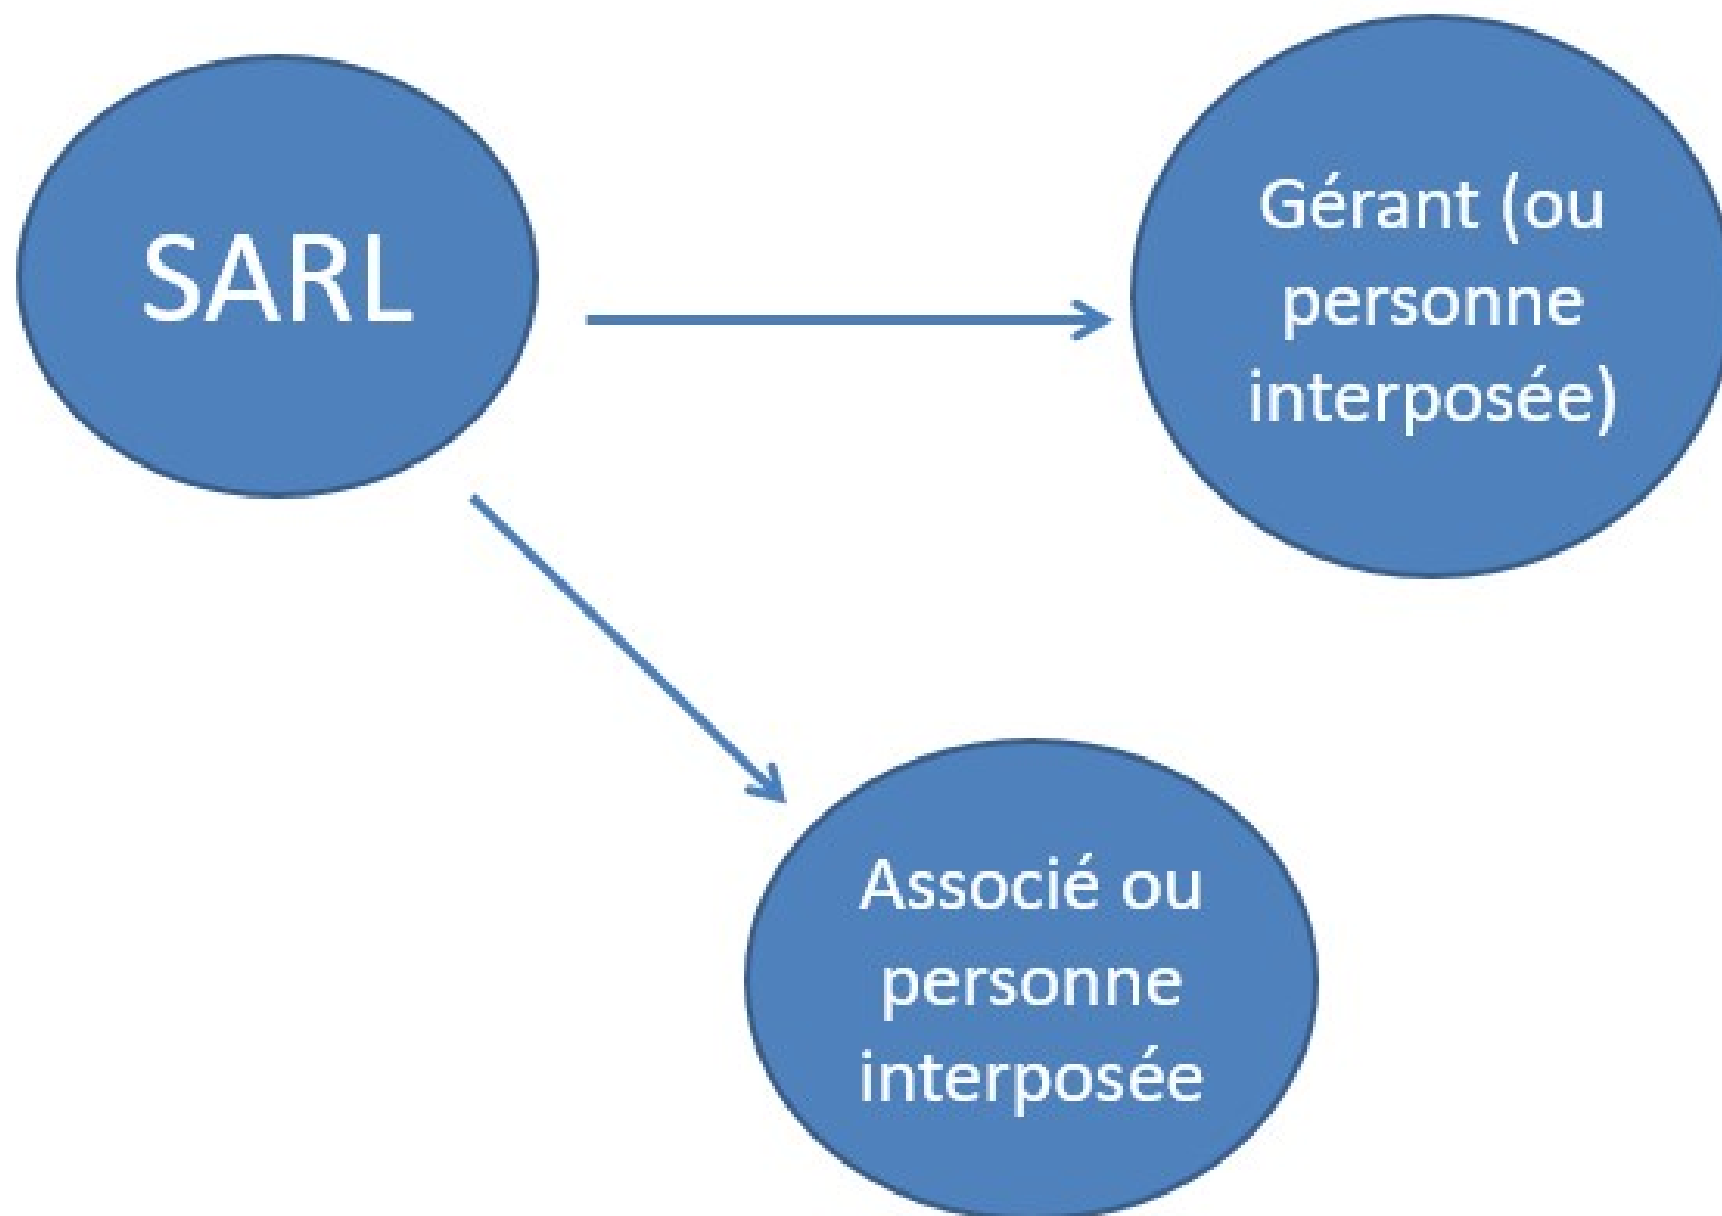 SARL
Gérant (ou
personne
interposée)
Associé ou
personne
interposée